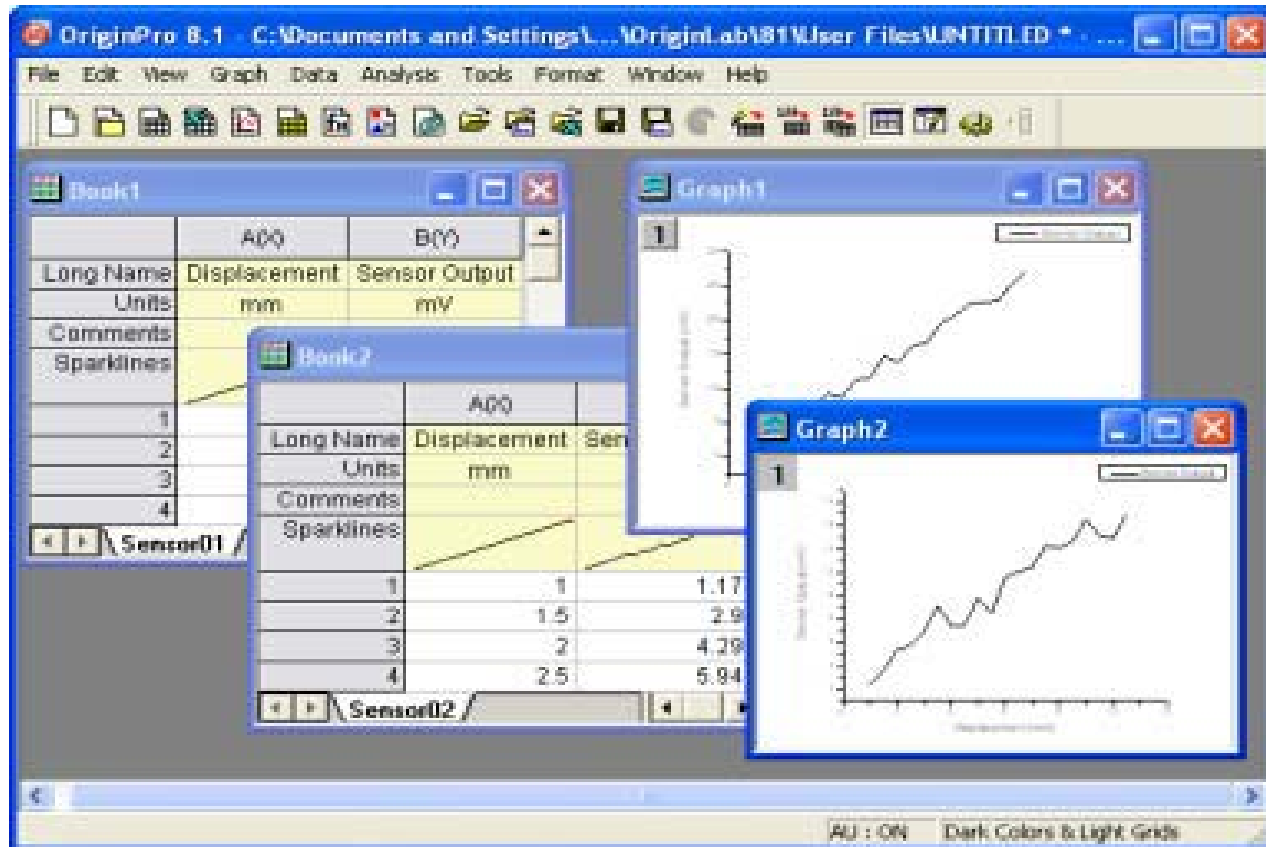 OriginPro 8.1 - C:\Documents and Settings\...\OriginLab\81\User Files\UNTITLED * - ...
File Edit View Graph Data Analysis Tools Format Window Help
Book1
A(X) B(Y)
Long Name Displacement Sensor Output
Units mm mV
Comments
Sparklines
1
2
3
4
Sensor01
Book2
A(X)
Long Name Displacement Sen
Units mm
Comments
Sparklines
1 1 1.17
2 1.5 2.9
3 2 4.29
4 2.5 5.94
Sensor02
Graph1
1
Graph2
1
AU : ON Dark Colors & Light Grids